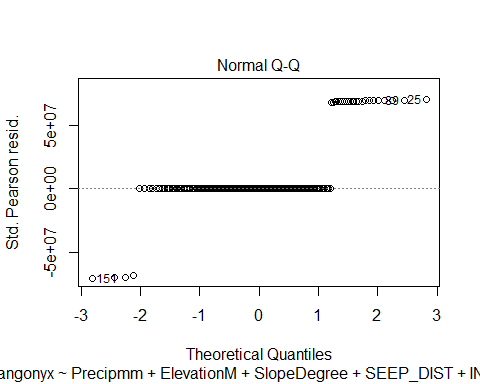 Normal Q-Q
Std. Pearson resid.
5e+07
0e+00
-5e+07
25
151
-3 -2 -1 0 1 2 3
Theoretical Quantiles
angonyx ~ Precipmm + ElevationM + SlopeDegree + SEEP_DIST + IN